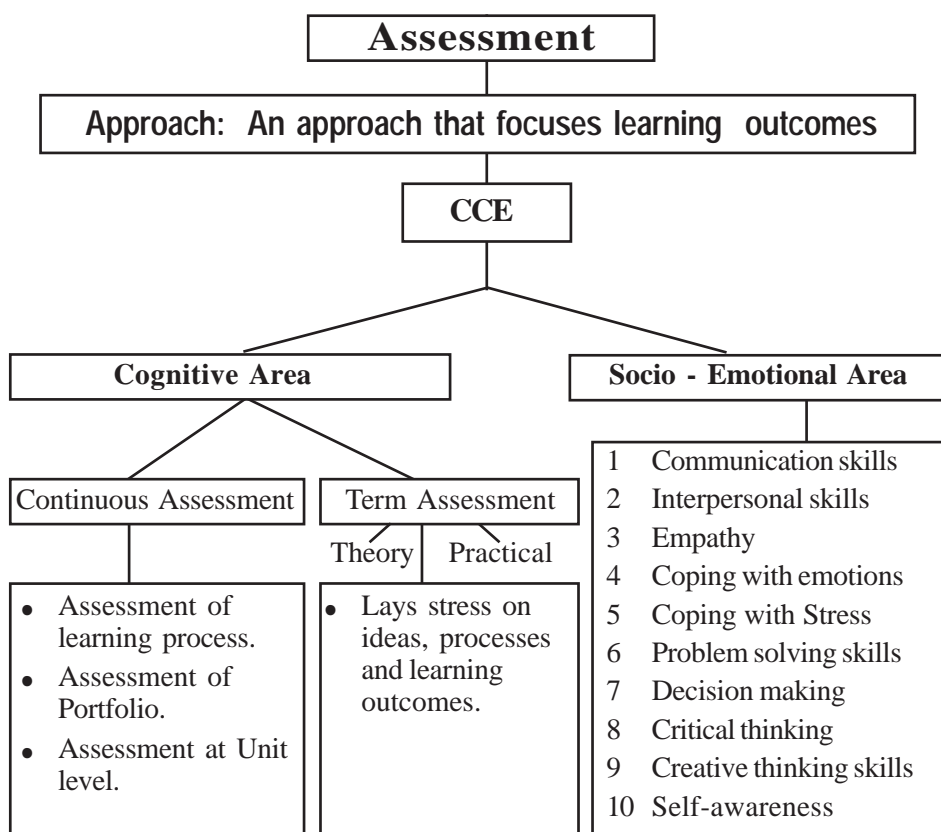 Assessment
Approach: An approach that focuses learning outcomes
CCE
Cognitive Area
Socio - Emotional Area
Continuous Assessment
Term Assessment
Theory
Practical
• Assessment of
learning process.
• Assessment of
Portfolio.
• Assessment at Unit
level.
• Lays stress on
ideas, processes
and learning
outcomes.
1 Communication skills
2 Interpersonal skills
3 Empathy
4 Coping with emotions
5 Coping with Stress
6 Problem solving skills
7 Decision making
8 Critical thinking
9 Creative thinking skills
10 Self-awareness